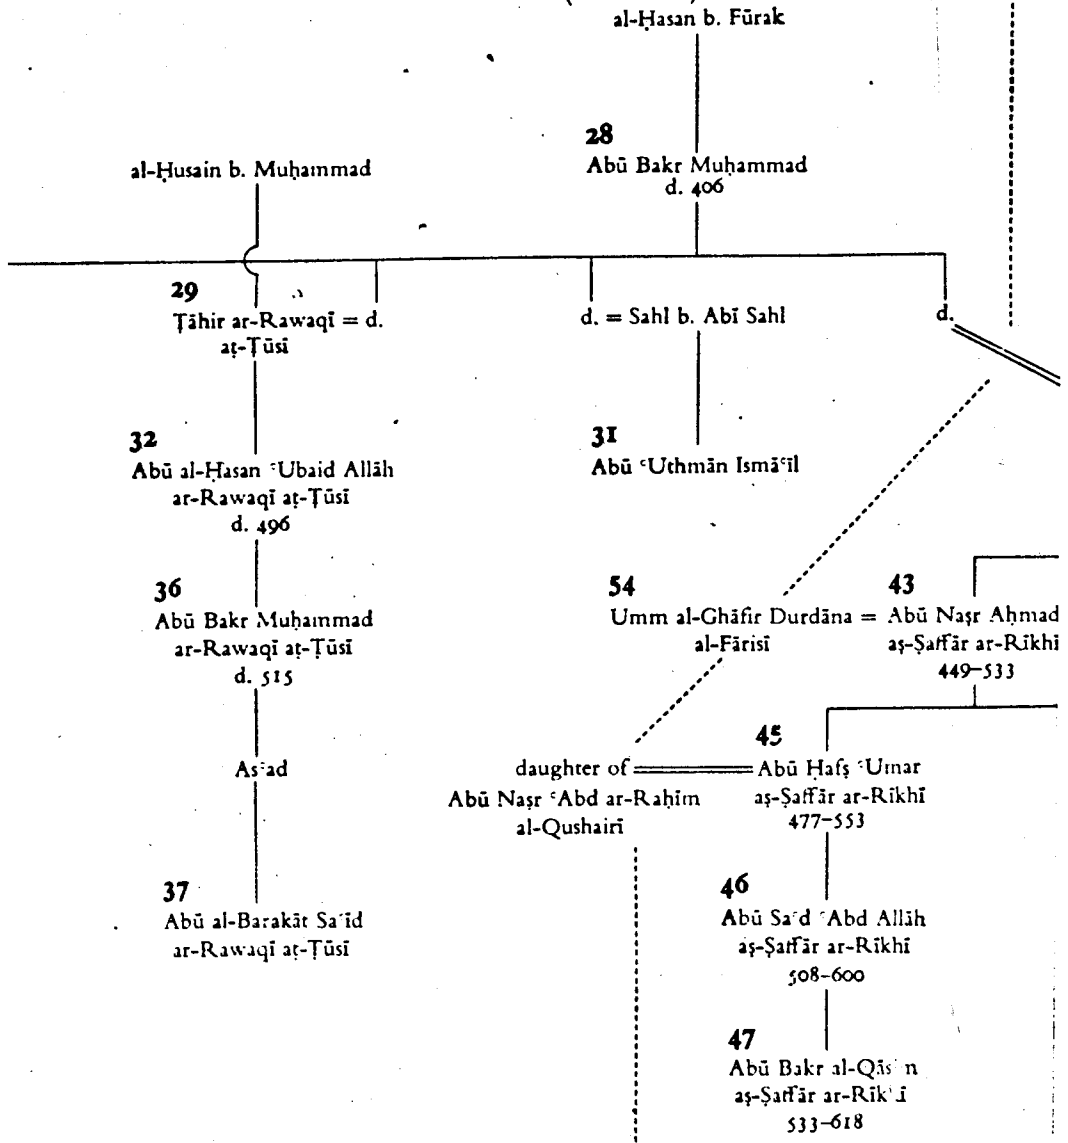 al-Ḥasan b. Fūrak
28
Abū Bakr Muḥammad
d. 406
al-Ḥusain b. Muḥammad
29
Ṭāhir ar-Rawaqī = d.
aṭ-Ṭūsī
d. = Sahl b. Abī Sahl
d.
32
Abū al-Ḥasan ʿUbaid Allāh
ar-Rawaqī aṭ-Ṭūsī
d. 496
31
Abū ʿUthmān Ismāʿīl
36
Abū Bakr Muḥammad
ar-Rawaqī aṭ-Ṭūsī
d. 515
54
Umm al-Ghāfir Durdāna =
al-Fārisī
43
Abū Naṣr Aḥmad
aṣ-Ṣaffār ar-Rīkhī
449–533
Asʿad
daughter of
Abū Naṣr ʿAbd ar-Raḥīm
al-Qushairī
45
Abū Ḥafṣ ʿUmar
aṣ-Ṣaffār ar-Rīkhī
477–553
37
Abū al-Barakāt Saʿīd
ar-Rawaqī aṭ-Ṭūsī
46
Abū Saʿd ʿAbd Allāh
aṣ-Ṣaffār ar-Rīkhī
508–600
47
Abū Bakr
aṣ-Ṣaffār
533–618